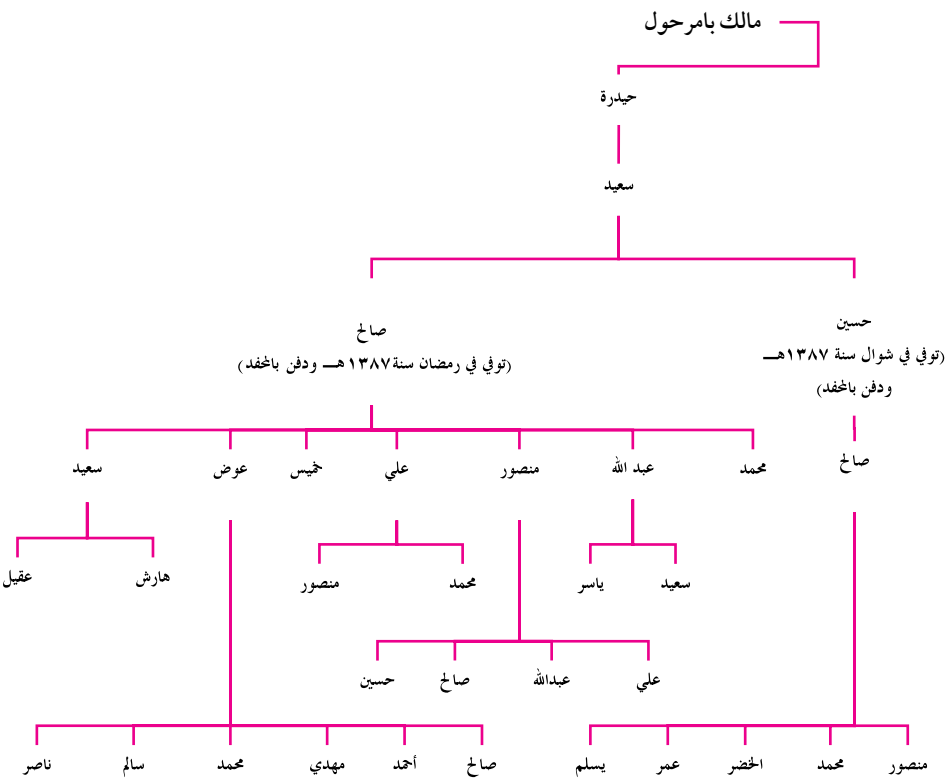 مالك بامرحول
حيدرة
سعيد
حسين
(توفي في شوال سنة ١٣٨٧هـ
ودفن بالمحفد)
صالح
(توفي في رمضان سنة ١٣٨٧هـ ودفن بالمحفد)
صالح
محمد
عبد الله
منصور
علي
خميس
عوض
سعيد
سعيد
ياسر
محمد
منصور
هارش
عقيل
علي
عبدالله
صالح
حسين
منصور
محمد
الخضر
عمر
يسلم
صالح
أحمد
مهدي
محمد
سالم
ناصر